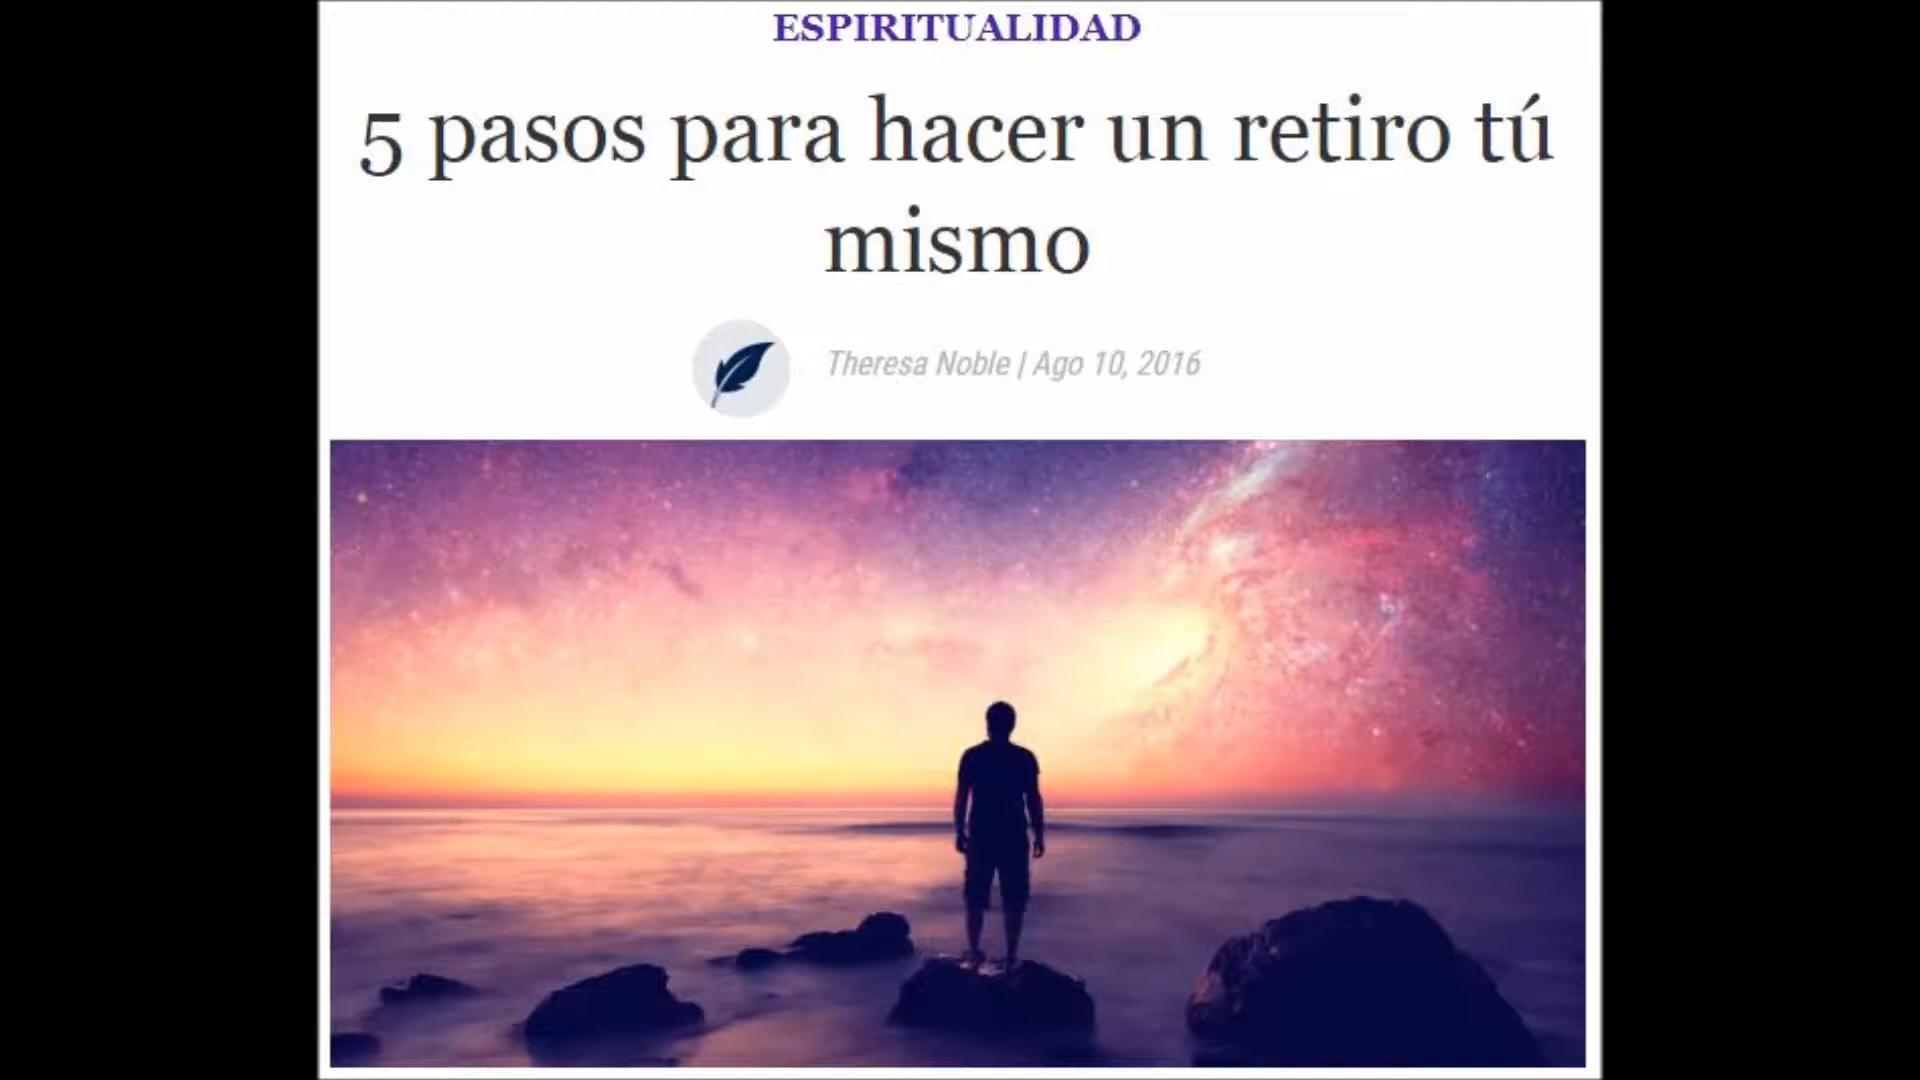 ESPIRITUALIDAD
5 pasos para hacer un retiro tú
mismo
Theresa Noble | Ago 10, 2016